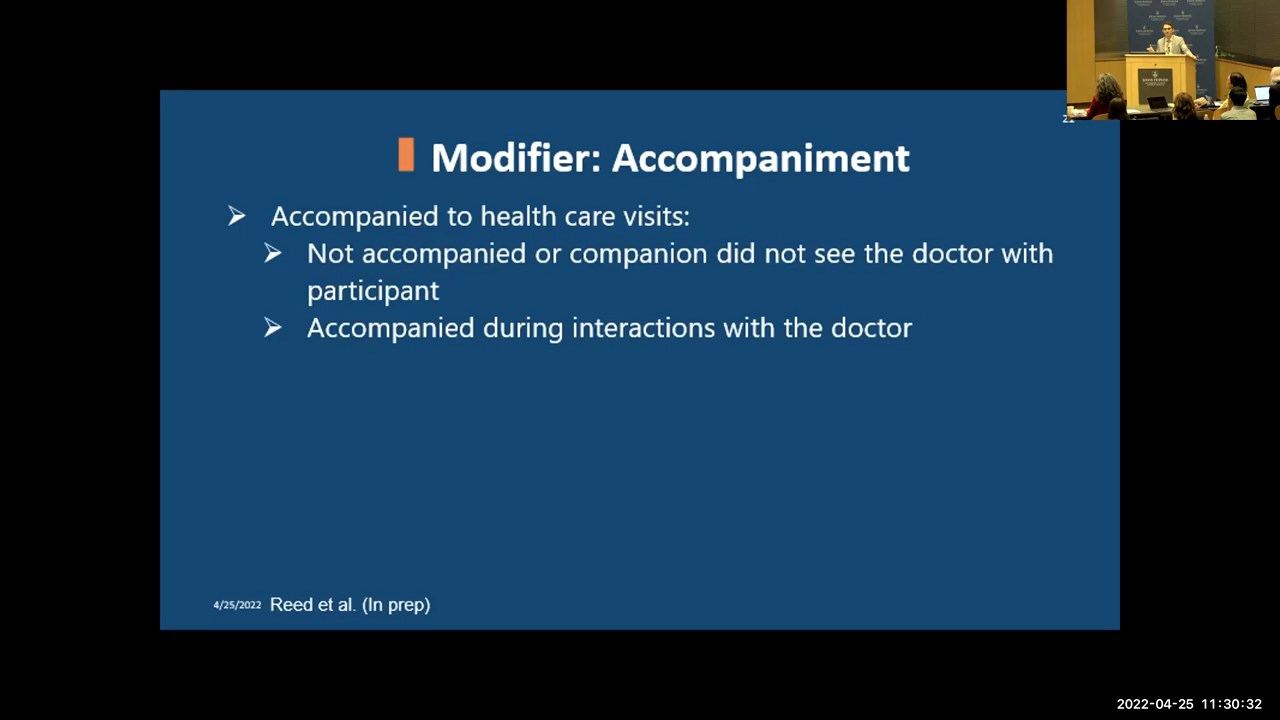 Modifier: Accompaniment
➢ Accompanied to health care visits:
➢ Not accompanied or companion did not see the doctor with
participant
➢ Accompanied during interactions with the doctor
4/25/2022 Reed et al. (In prep)
2022-04-25 11:30:32